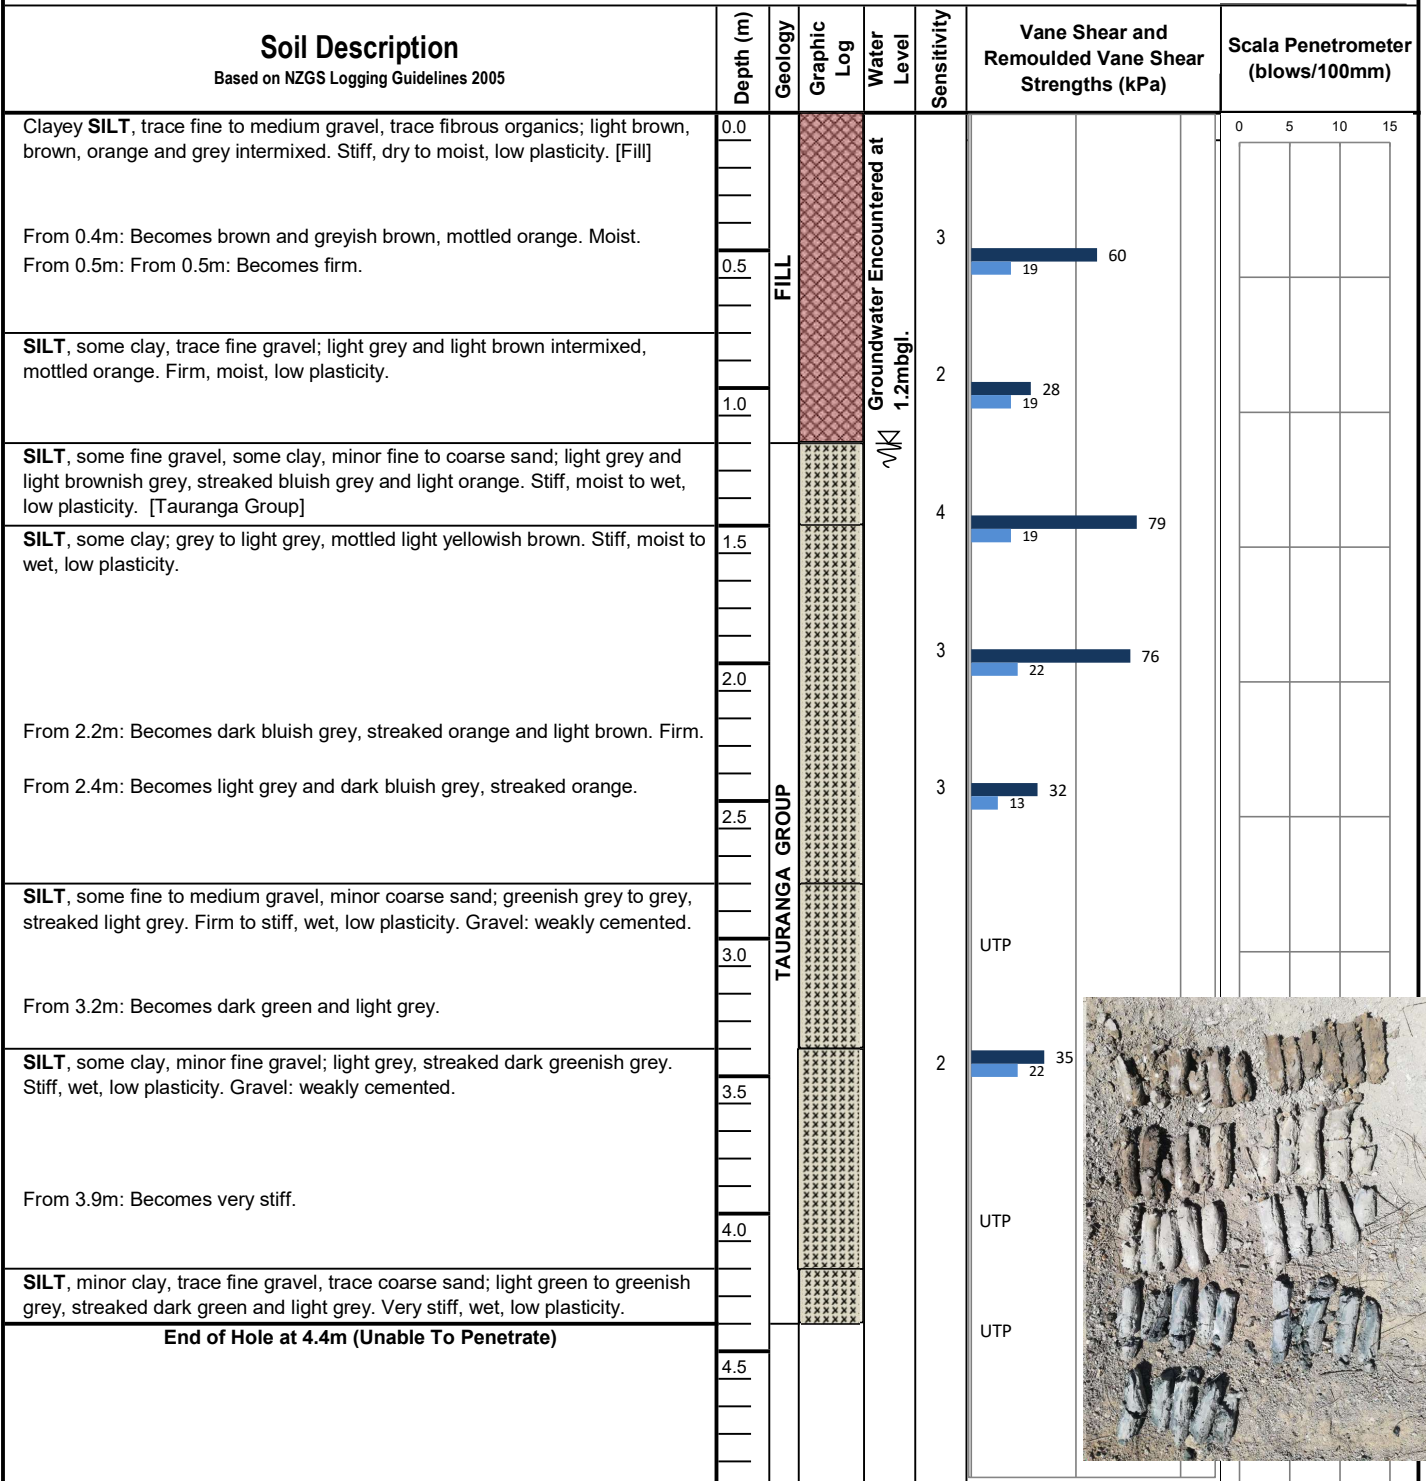 Soil Description
Based on NZGS Logging Guidelines 2005
Depth (m)
Geology
Graphic Log
Water Level
Sensitivity
Vane Shear and
Remoulded Vane Shear
Strengths (kPa)
Scala Penetrometer
(blows/100mm)
0 5 10 15
Clayey SILT, trace fine to medium gravel, trace fibrous organics; light brown,
brown, orange and grey intermixed. Stiff, dry to moist, low plasticity. [Fill]
0.0
From 0.4m: Becomes brown and greyish brown, mottled orange. Moist.
3
60
19
From 0.5m: From 0.5m: Becomes firm.
0.5
FILL
Groundwater Encountered at
1.2mbgl.
SILT, some clay, trace fine gravel; light grey and light brown intermixed,
mottled orange. Firm, moist, low plasticity.
2
28
19
1.0
SILT, some fine gravel, some clay, minor fine to coarse sand; light grey and
light brownish grey, streaked bluish grey and light orange. Stiff, moist to wet,
low plasticity. [Tauranga Group]
4
79
19
SILT, some clay; grey to light grey, mottled light yellowish brown. Stiff, moist to
wet, low plasticity.
1.5
3
76
22
2.0
From 2.2m: Becomes dark bluish grey, streaked orange and light brown. Firm.
From 2.4m: Becomes light grey and dark bluish grey, streaked orange.
3
32
13
2.5
TAURANGA GROUP
SILT, some fine to medium gravel, minor coarse sand; greenish grey to grey,
streaked light grey. Firm to stiff, wet, low plasticity. Gravel: weakly cemented.
UTP
3.0
From 3.2m: Becomes dark green and light grey.
SILT, some clay, minor fine gravel; light grey, streaked dark greenish grey.
Stiff, wet, low plasticity. Gravel: weakly cemented.
2
35
22
3.5
From 3.9m: Becomes very stiff.
UTP
4.0
SILT, minor clay, trace fine gravel, trace coarse sand; light green to greenish
grey, streaked dark green and light grey. Very stiff, wet, low plasticity.
UTP
End of Hole at 4.4m (Unable To Penetrate)
4.5